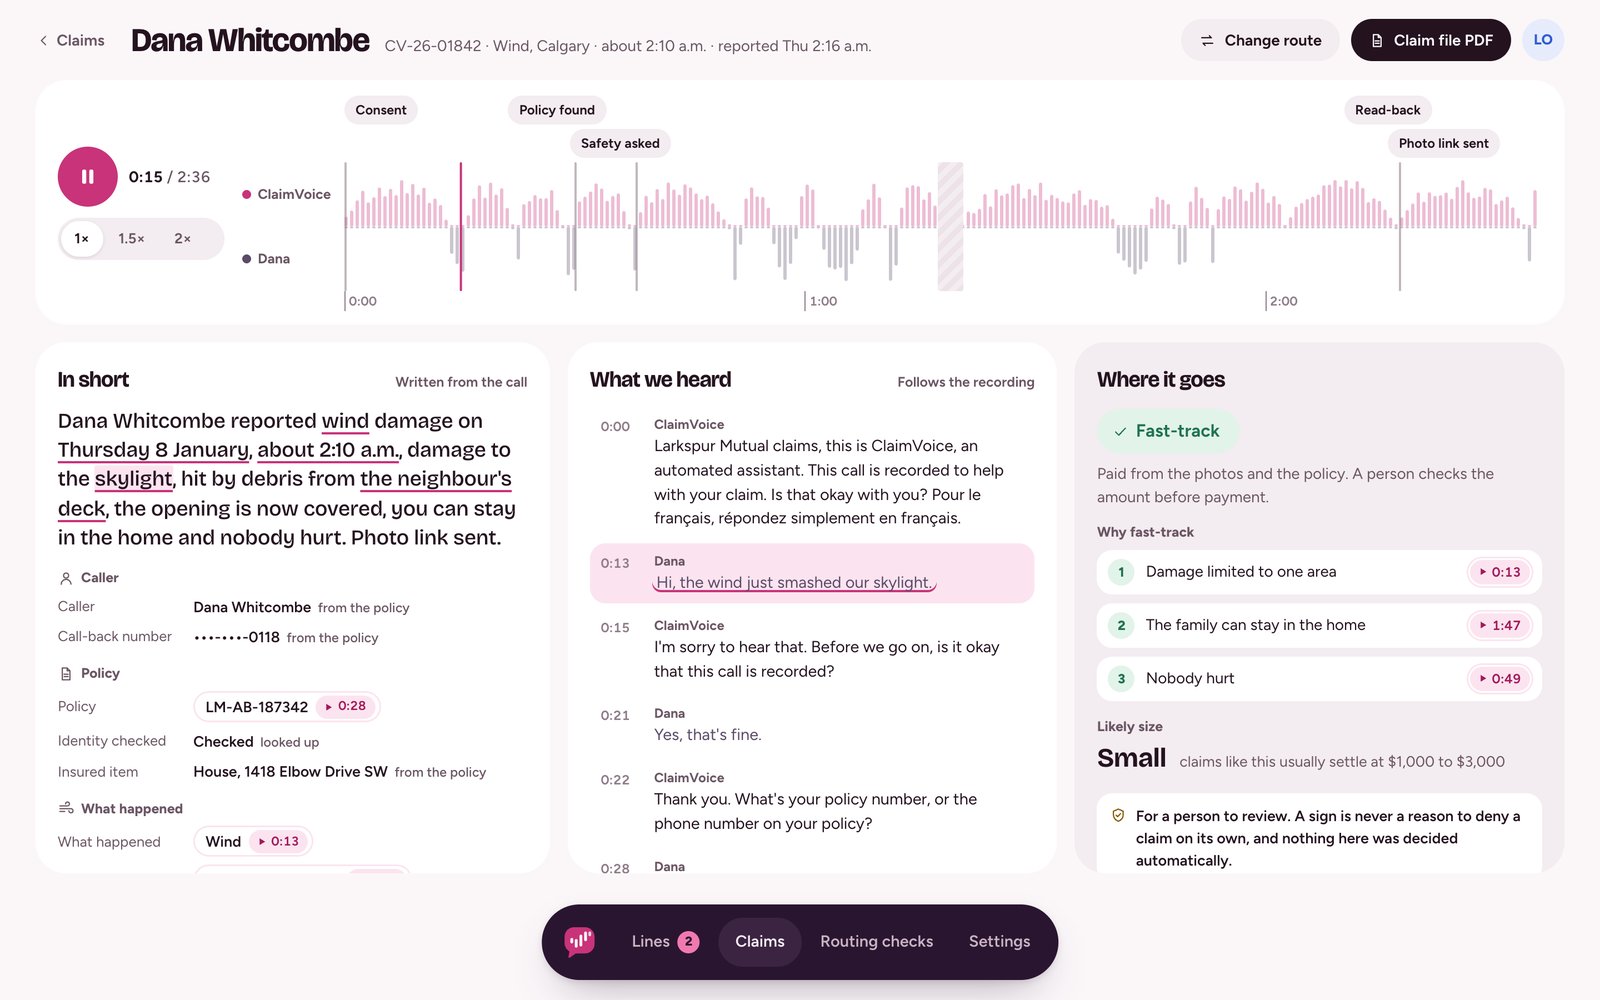 Claims
Dana Whitcombe
CV-26-01842 · Wind, Calgary · about 2:10 a.m. · reported Thu 2:16 a.m.
Change route
Claim file PDF
LO
Consent
Policy found
Read-back
Safety asked
Photo link sent
0:15 / 2:36
ClaimVoice
1×
1.5×
2×
Dana
0:00
1:00
2:00
In short
Written from the call
Dana Whitcombe reported wind damage on
Thursday 8 January, about 2:10 a.m., damage to
the skylight, hit by debris from the neighbour's
deck, the opening is now covered, you can stay
in the home and nobody hurt. Photo link sent.
Caller
Caller
Dana Whitcombe from the policy
Call-back number
•••-•••-0118 from the policy
Policy
Policy
LM-AB-187342
0:28
Identity checked
Checked looked up
Insured item
House, 1418 Elbow Drive SW from the policy
What happened
What happened
Wind
0:13
What we heard
Follows the recording
0:00
ClaimVoice
Larkspur Mutual claims, this is ClaimVoice, an
automated assistant. This call is recorded to help
with your claim. Is that okay with you? Pour le
français, répondez simplement en français.
0:13
Dana
Hi, the wind just smashed our skylight.
0:15
ClaimVoice
I'm sorry to hear that. Before we go on, is it okay
that this call is recorded?
0:21
Dana
Yes, that's fine.
0:22
ClaimVoice
Thank you. What's your policy number, or the
phone number on your policy?
0:28
Dana
Where it goes
Fast-track
Paid from the photos and the policy. A person checks the
amount before payment.
Why fast-track
1
Damage limited to one area
0:13
2
The family can stay in the home
1:47
3
Nobody hurt
0:49
Likely size
Small claims like this usually settle at $1,000 to $3,000
For a person to review. A sign is never a reason to deny a
claim on its own, and nothing here was decided
automatically.
Lines
2
Claims
Routing checks
Settings